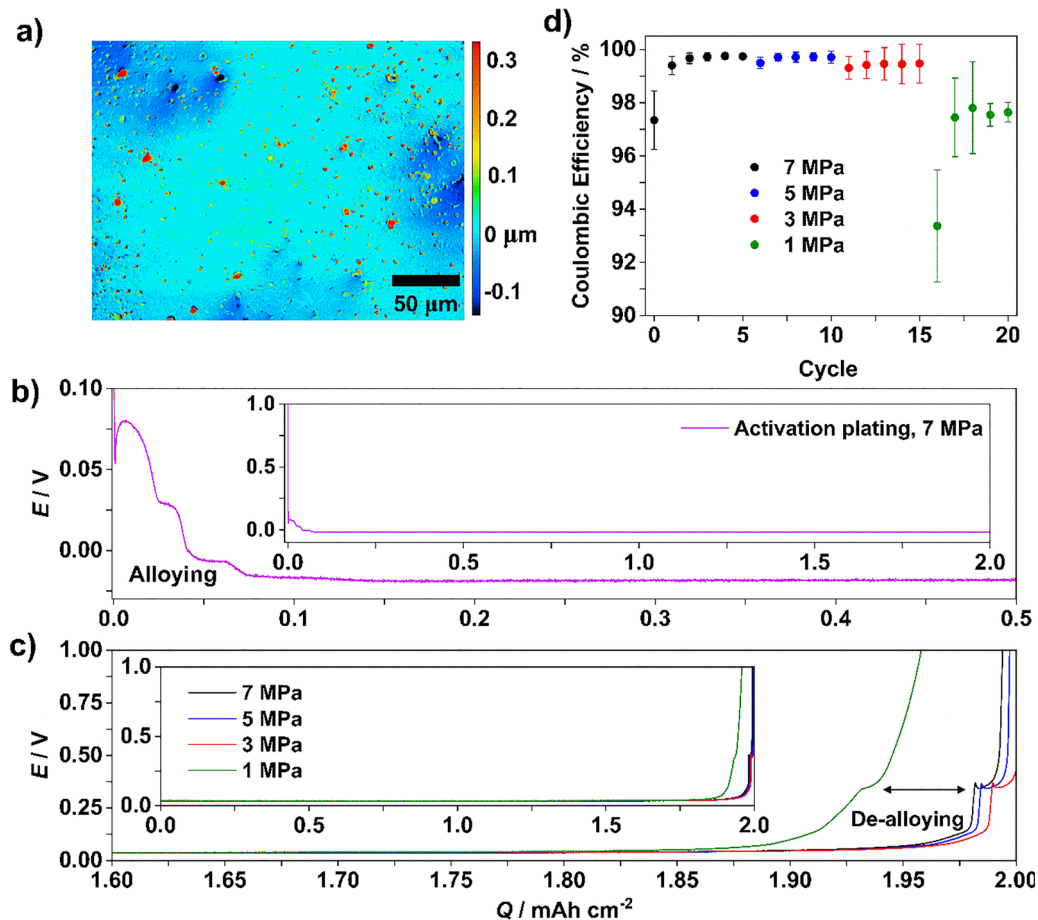 a)
0.3
0.2
0.1
0 μm
-0.1
50 μm
d)
Coulombic Efficiency / %
100
98
96
94
92
90
7 MPa
5 MPa
3 MPa
1 MPa
0 5 10 15 20
Cycle
b)
E / V
0.10
0.05
0.00
1.0
0.5
0.0
Activation plating, 7 MPa
0.0 0.5 1.0 1.5 2.0
Alloying
0.0 0.1 0.2 0.3 0.4 0.5
c)
E / V
1.00
0.75
0.50
0.25
0.00
1.0
0.5
0.0
7 MPa
5 MPa
3 MPa
1 MPa
0.0 0.5 1.0 1.5 2.0
De-alloying
1.60 1.65 1.70 1.75 1.80 1.85 1.90 1.95 2.00
Q / mAh cm⁻²